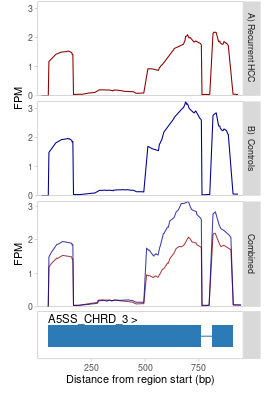 3
2
1
0
FPM
A) Recurrent HCC
3
2
1
0
B) Controls
3
2
1
0
FPM
Combined
A5SS_CHRD_3 >
250
500
750
Distance from region start (bp)